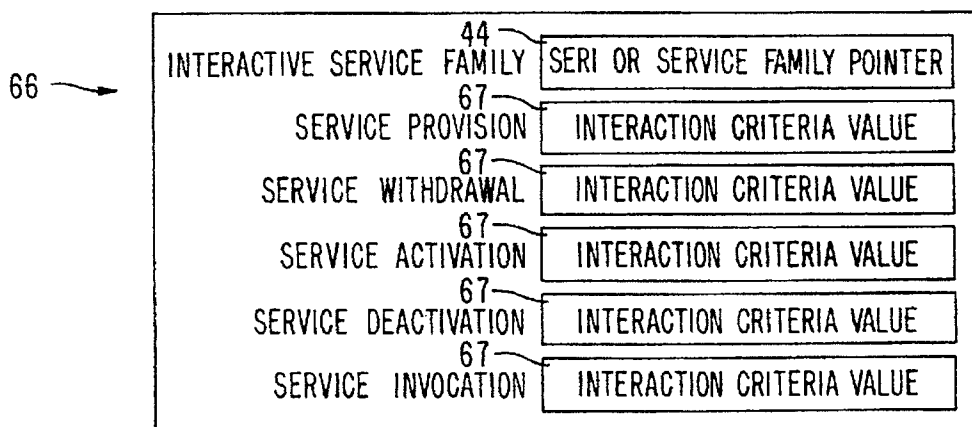 44
INTERACTIVE SERVICE FAMILY SERI OR SERVICE FAMILY POINTER
66
67
SERVICE PROVISION INTERACTION CRITERIA VALUE
67
SERVICE WITHDRAWAL INTERACTION CRITERIA VALUE
67
SERVICE ACTIVATION INTERACTION CRITERIA VALUE
67
SERVICE DEACTIVATION INTERACTION CRITERIA VALUE
67
SERVICE INVOCATION INTERACTION CRITERIA VALUE